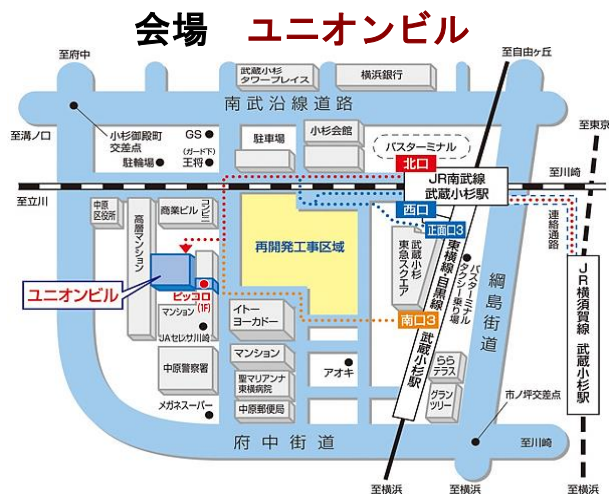 会場 ユニオンビル
至府中
至自由ヶ丘
武蔵小杉
タワープレイス
横浜銀行
南武沿線道路
至東京
至溝ノ口
小杉御殿町
交差点
GS
(ガード下)
王将
駐輪場
駐車場
小杉会館
バスターミナル
北口
JR南武線
武蔵小杉駅
至川崎
至立川
中原
区役所
商業ビル
コンビニ
高層マンション
西口
正面口3
連絡通路
再開発工事区域
武蔵小杉
東急スクエア
東横線・目黒線
武蔵小杉駅
バスターミナル
タクシー乗り場
綱島街道
JR横須賀線 武蔵小杉駅
ユニオンビル
ピッコロ
(1F)
マンション
JAセレサ川崎
イトー
ヨーカドー
南口3
中原警察署
マンション
聖マリアンナ
東横病院
中原郵便局
アオキ
らら
テラス
グラン
ツリー
市ノ坪交差点
メガネスーパー
府中街道
至川崎
至横浜
至横浜
至横浜